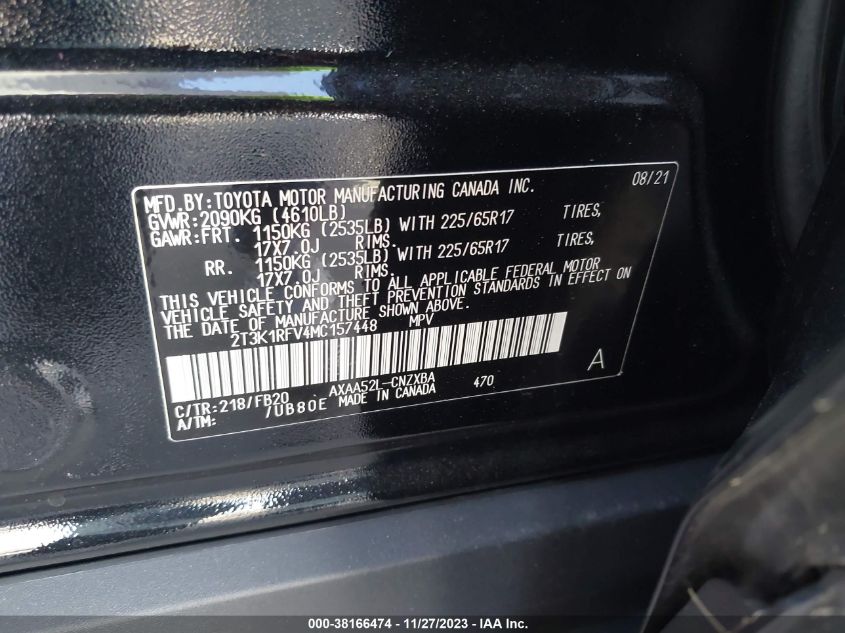 08/21
MFD.BY:TOYOTA MOTOR MANUFACTURING CANADA INC.
GVWR:2090KG (4610LB)
GAWR:FRT. 1150KG (2535LB) WITH 225/65R17 TIRES,
17X7.0J RIMS.
RR. 1150KG (2535LB) WITH 225/65R17 TIRES,
17X7.0J RIMS.
THIS VEHICLE CONFORMS TO ALL APPLICABLE FEDERAL MOTOR
VEHICLE SAFETY AND THEFT PREVENTION STANDARDS IN EFFECT ON
THE DATE OF MANUFACTURE SHOWN ABOVE.
2T3K1RFV4MC157448 MPV
A
C/TR:218/FB20 AXAA52L-CNZXBA 470
A/TM: /UB80E MADE IN CANADA
000-38166474 - 11/27/2023 - IAA Inc.